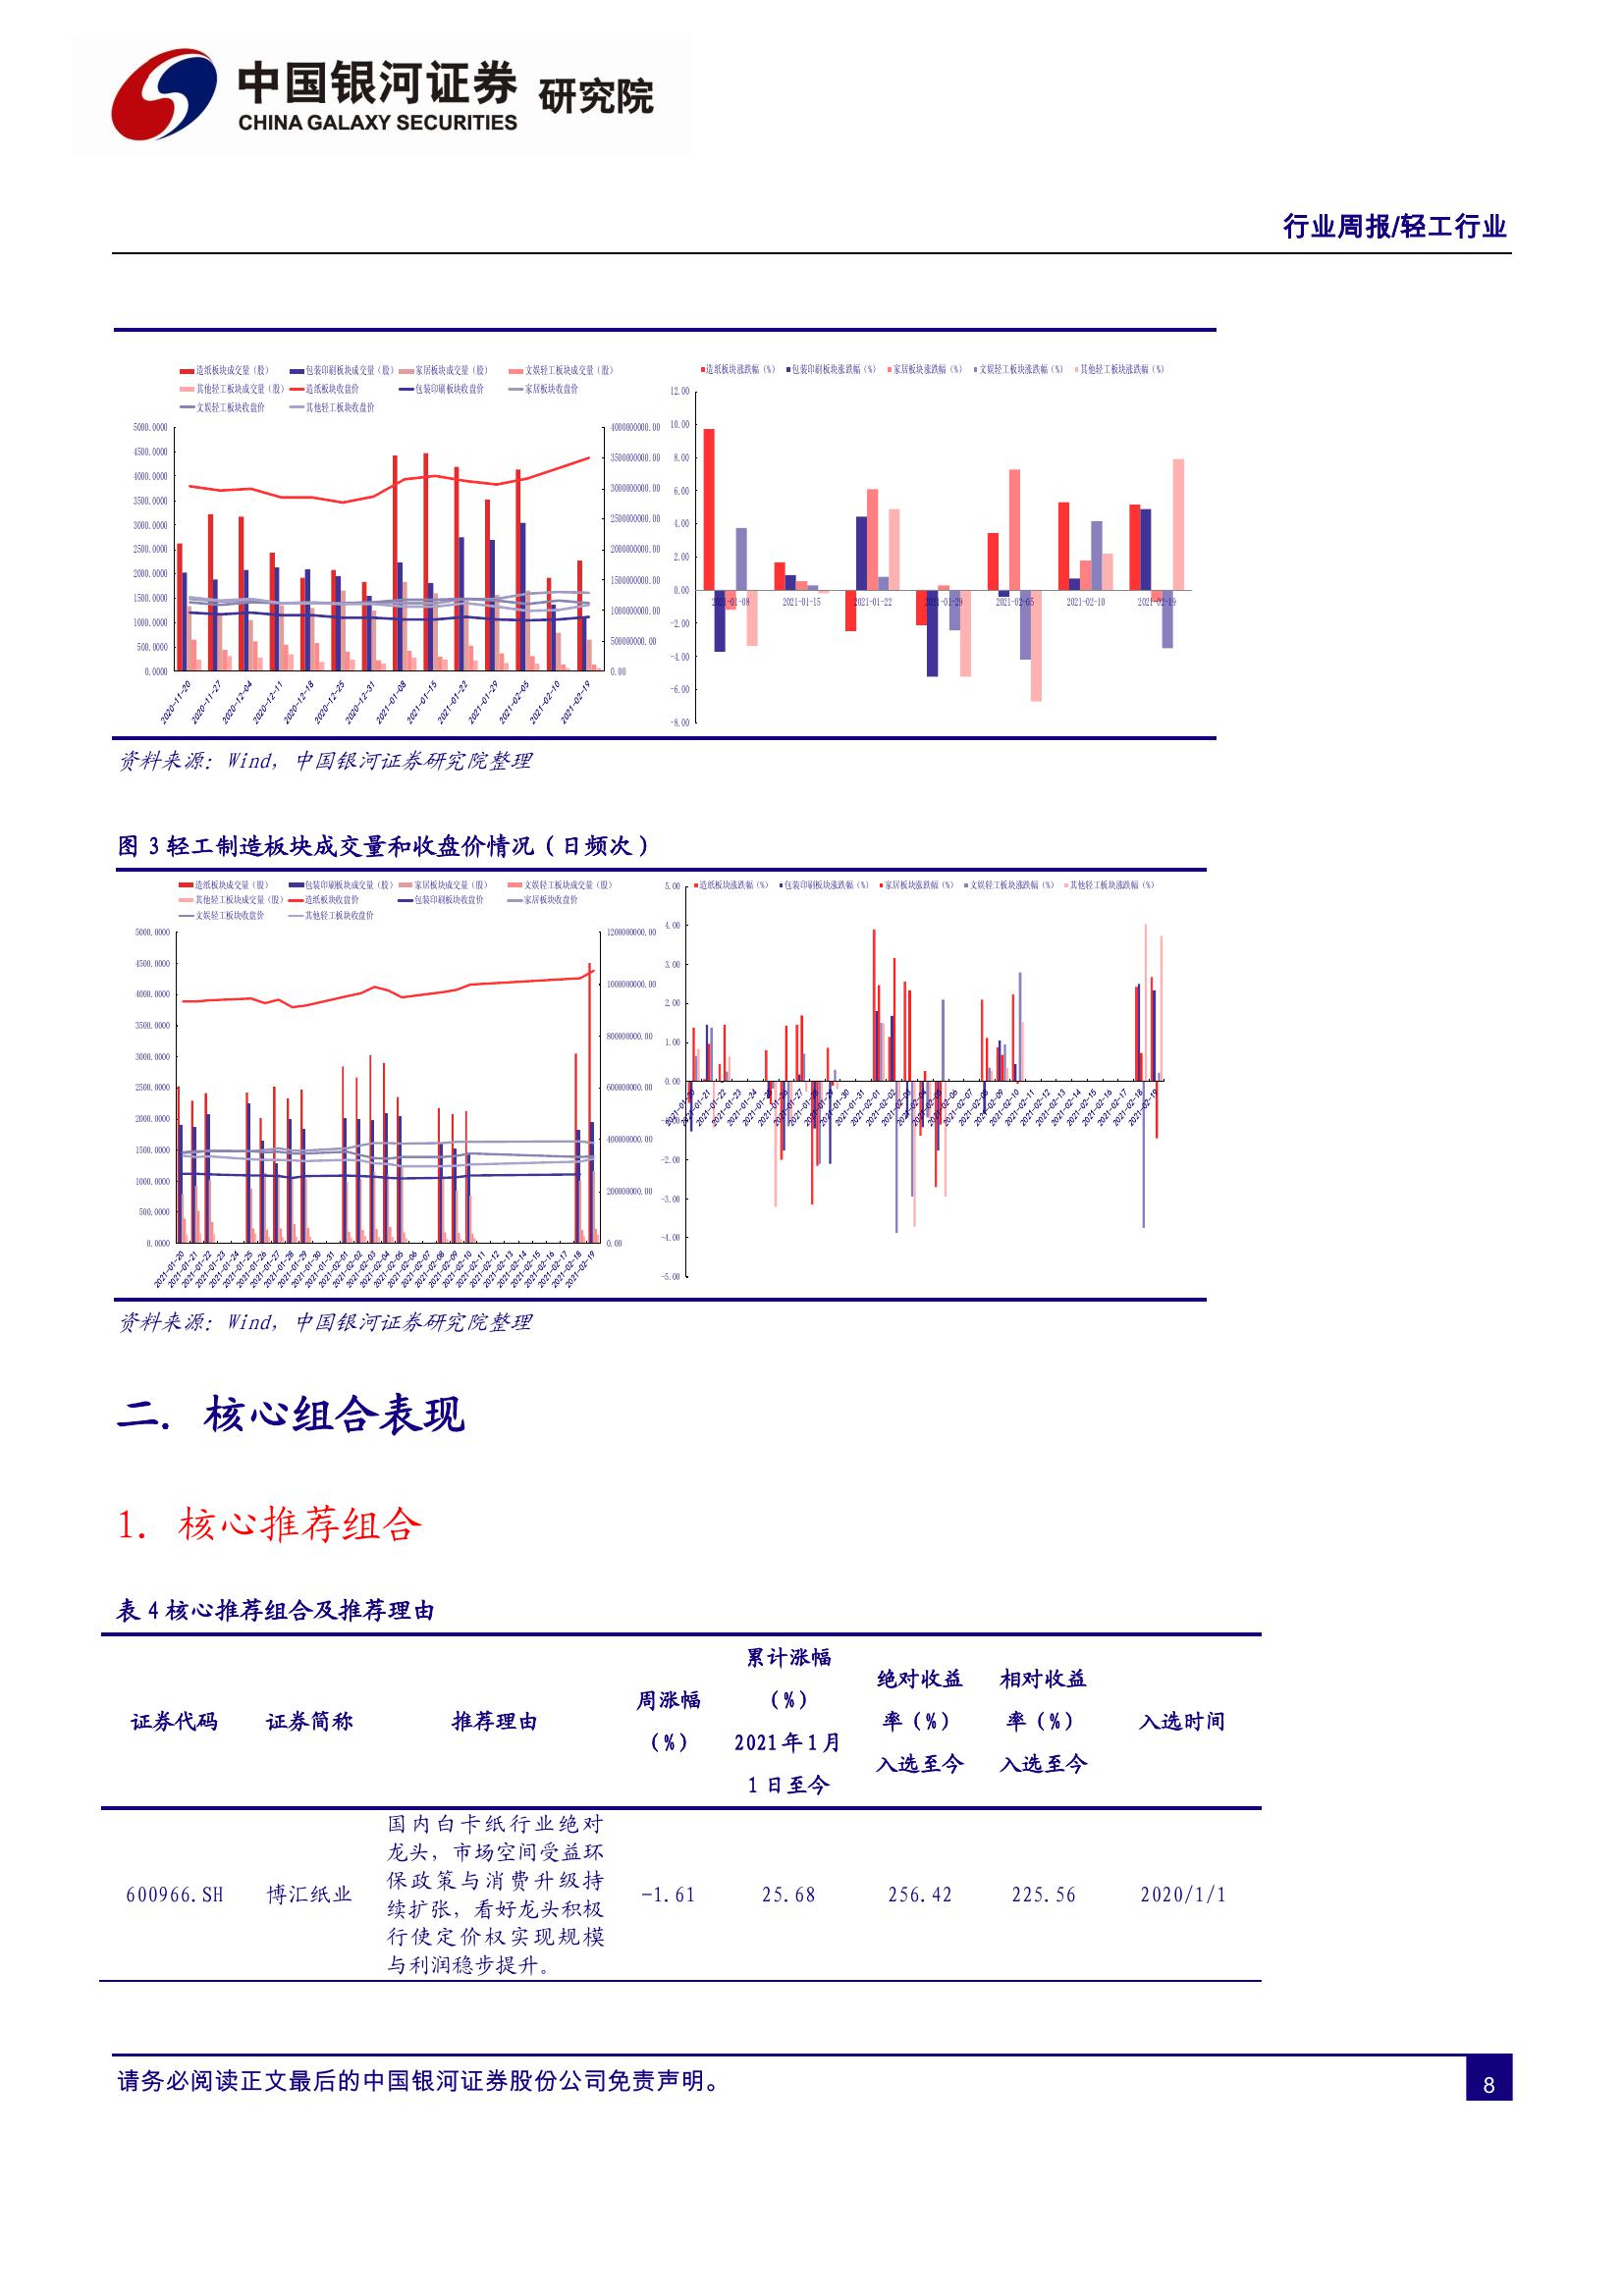 中国银河证券 研究院
CHINA GALAXY SECURITIES
行业周报/轻工行业
造纸板块成交量（股） 包装印刷板块成交量（股） 家居板块成交量（股） 文娱轻工板块成交量（股）
其他轻工板块成交量（股） 造纸板块收盘价 包装印刷板块收盘价 家居板块收盘价
文娱轻工板块收盘价 其他轻工板块收盘价
5000.0000
4500.0000
4000.0000
3500.0000
3000.0000
2500.0000
2000.0000
1500.0000
1000.0000
500.0000
0.0000
4000000000.00
3500000000.00
3000000000.00
2500000000.00
2000000000.00
1500000000.00
1000000000.00
500000000.00
0.00
2020-11-20 2020-11-27 2020-12-04 2020-12-11 2020-12-18 2020-12-25 2020-12-31 2021-01-08 2021-01-15 2021-01-22 2021-01-29 2021-02-05 2021-02-10 2021-02-19
造纸板块涨跌幅（%） 包装印刷板块涨跌幅（%） 家居板块涨跌幅（%） 文娱轻工板块涨跌幅（%） 其他轻工板块涨跌幅（%）
12.00
10.00
8.00
6.00
4.00
2.00
0.00
-2.00
-4.00
-6.00
-8.00
2021-01-08 2021-01-15 2021-01-22 2021-01-29 2021-02-05 2021-02-10 2021-02-19
资料来源：Wind，中国银河证券研究院整理
图 3 轻工制造板块成交量和收盘价情况（日频次）
造纸板块成交量（股） 包装印刷板块成交量（股） 家居板块成交量（股） 文娱轻工板块成交量（股）
其他轻工板块成交量（股） 造纸板块收盘价 包装印刷板块收盘价 家居板块收盘价
文娱轻工板块收盘价 其他轻工板块收盘价
5000.0000
4500.0000
4000.0000
3500.0000
3000.0000
2500.0000
2000.0000
1500.0000
1000.0000
500.0000
0.0000
1200000000.00
1000000000.00
800000000.00
600000000.00
400000000.00
200000000.00
0.00
2021-01-20 2021-01-21 2021-01-22 2021-01-23 2021-01-24 2021-01-25 2021-01-26 2021-01-27 2021-01-28 2021-01-29 2021-01-30 2021-01-31 2021-02-01 2021-02-02 2021-02-03 2021-02-04 2021-02-05 2021-02-06 2021-02-07 2021-02-08 2021-02-09 2021-02-10 2021-02-11 2021-02-12 2021-02-13 2021-02-14 2021-02-15 2021-02-16 2021-02-17 2021-02-18 2021-02-19
造纸板块涨跌幅（%） 包装印刷板块涨跌幅（%） 家居板块涨跌幅（%） 文娱轻工板块涨跌幅（%） 其他轻工板块涨跌幅（%）
5.00
4.00
3.00
2.00
1.00
0.00
-1.00
-2.00
-3.00
-4.00
-5.00
2021-01-20 2021-01-21 2021-01-22 2021-01-23 2021-01-24 2021-01-25 2021-01-26 2021-01-27 2021-01-28 2021-01-29 2021-01-30 2021-01-31 2021-02-01 2021-02-02 2021-02-03 2021-02-04 2021-02-05 2021-02-06 2021-02-07 2021-02-08 2021-02-09 2021-02-10 2021-02-11 2021-02-12 2021-02-13 2021-02-14 2021-02-15 2021-02-16 2021-02-17 2021-02-18 2021-02-19
资料来源：Wind，中国银河证券研究院整理
二. 核心组合表现
1. 核心推荐组合
表 4 核心推荐组合及推荐理由
证券代码
证券简称
推荐理由
周涨幅
（%）
累计涨幅
（%）
2021年1月
1日至今
绝对收益
率（%）
入选至今
相对收益
率（%）
入选至今
入选时间
600966.SH
博汇纸业
国内白卡纸行业绝对
龙头，市场空间受益环
保政策与消费升级持
续扩张，看好龙头积极
行使定价权实现规模
与利润稳步提升。
-1.61
25.68
256.42
225.56
2020/1/1
请务必阅读正文最后的中国银河证券股份公司免责声明。
8